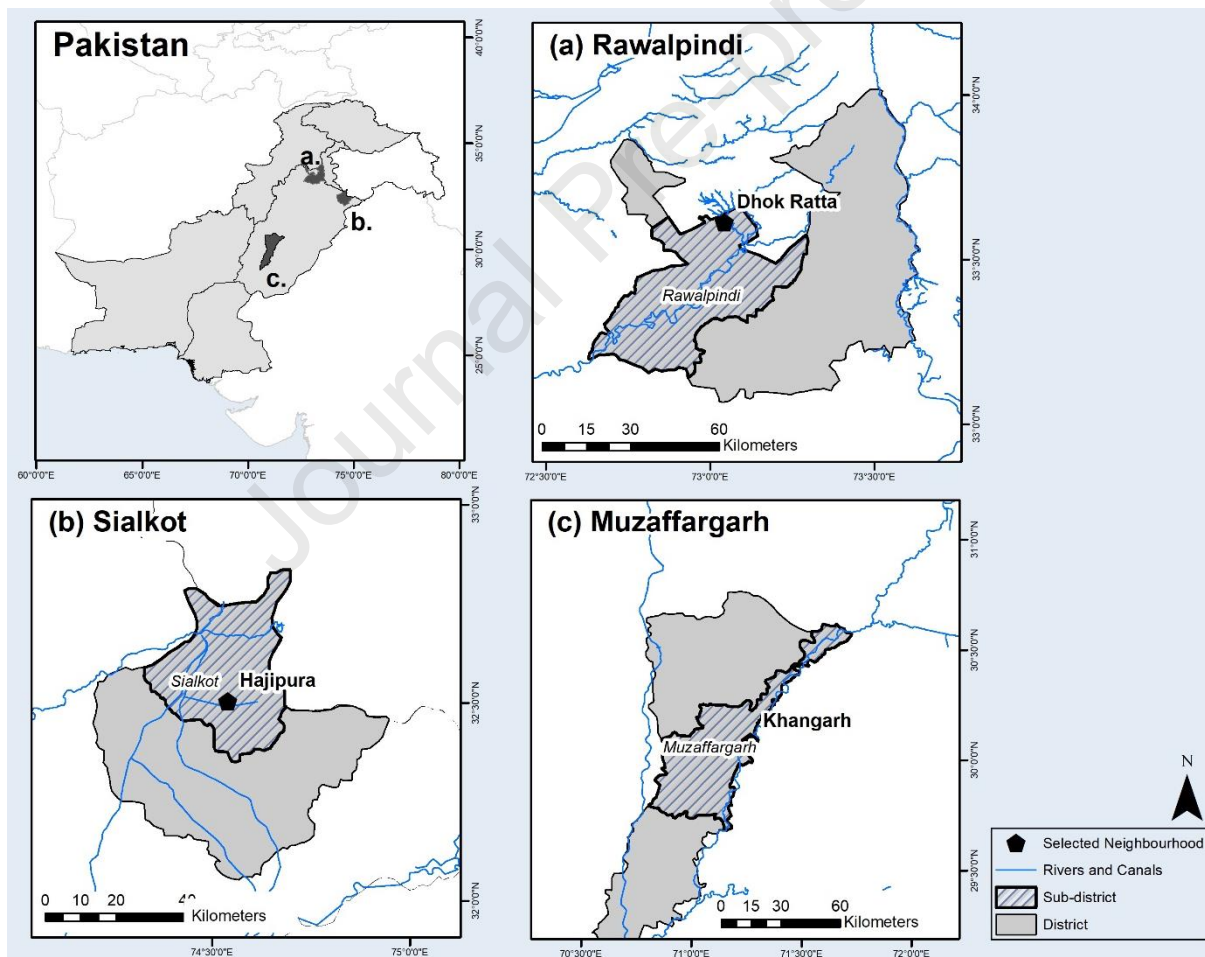 Pakistan
a.
b.
c.
40°0'0"N
35°0'0"N
30°0'0"N
25°0'0"N
60°0'0"E
65°0'0"E
70°0'0"E
75°0'0"E
80°0'0"E
(a) Rawalpindi
Dhok Ratta
Rawalpindi
0 15 30 60
Kilometers
34°0'0"N
33°30'0"N
33°0'0"N
72°30'0"E
73°0'0"E
73°30'0"E
Journal Pre-pro
(b) Sialkot
Sialkot
Hajipura
0 10 20 40
Kilometers
33°0'0"N
32°30'0"N
32°0'0"N
74°30'0"E
75°0'0"E
(c) Muzaffargarh
Khangarh
Muzaffargarh
0 15 30 60
Kilometers
31°0'0"N
30°30'0"N
30°0'0"N
29°30'0"N
70°30'0"E
71°0'0"E
71°30'0"E
72°0'0"E
N
Selected Neighbourhood
Rivers and Canals
Sub-district
District